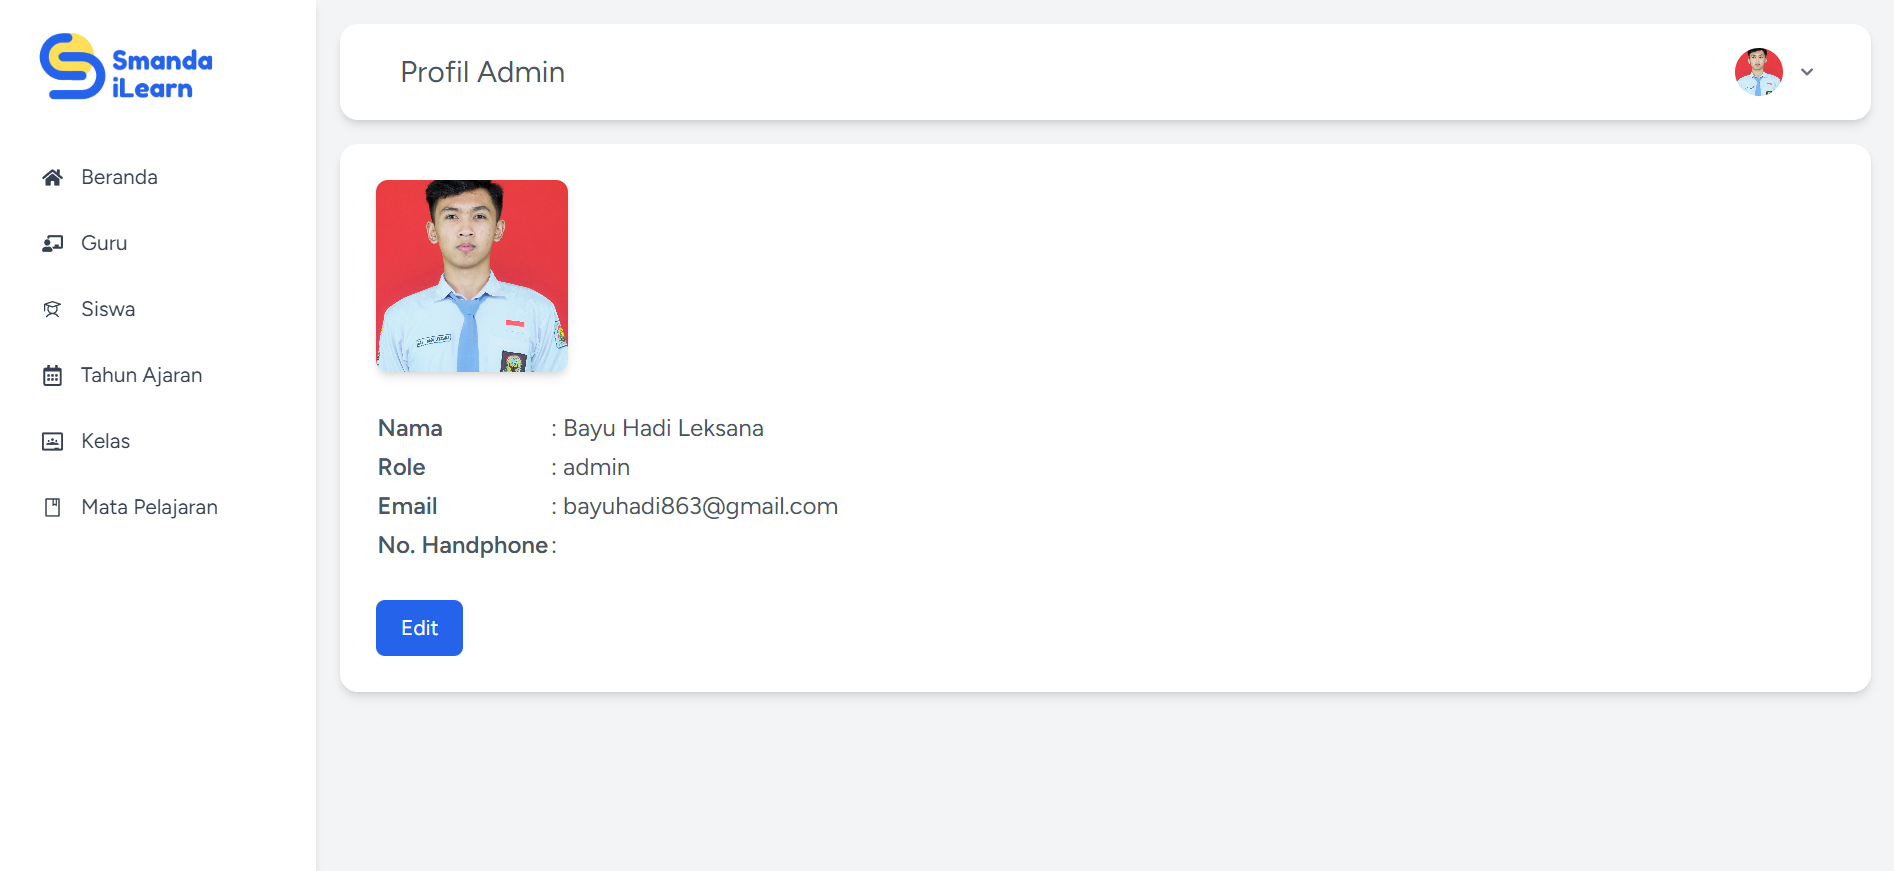 Smanda
iLearn
Beranda
Guru
Siswa
Tahun Ajaran
Kelas
Mata Pelajaran
Profil Admin
Nama : Bayu Hadi Leksana
Role : admin
Email : bayuhadi863@gmail.com
No. Handphone :
Edit